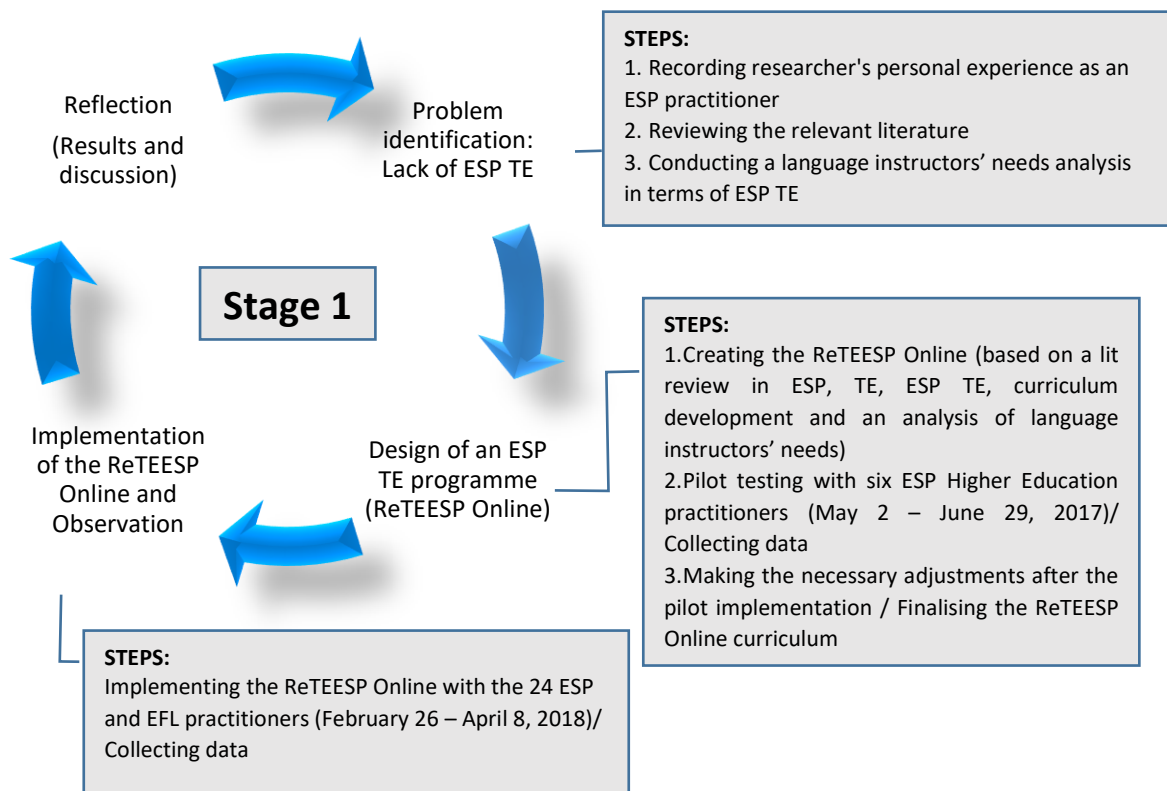 Reflection
(Results and
discussion)
Problem
identification:
Lack of ESP TE
STEPS:
1. Recording researcher's personal experience as an
ESP practitioner
2. Reviewing the relevant literature
3. Conducting a language instructors’ needs analysis
in terms of ESP TE
Stage 1
STEPS:
1.Creating the ReTEESP Online (based on a lit
review in ESP, TE, ESP TE, curriculum
development and an analysis of language
instructors’ needs)
2.Pilot testing with six ESP Higher Education
practitioners (May 2 – June 29, 2017)/
Collecting data
3.Making the necessary adjustments after the
pilot implementation / Finalising the ReTEESP
Online curriculum
Implementation
of the ReTEESP
Online and
Observation
Design of an ESP
TE programme
(ReTEESP Online)
STEPS:
Implementing the ReTEESP Online with the 24 ESP
and EFL practitioners (February 26 – April 8, 2018)/
Collecting data